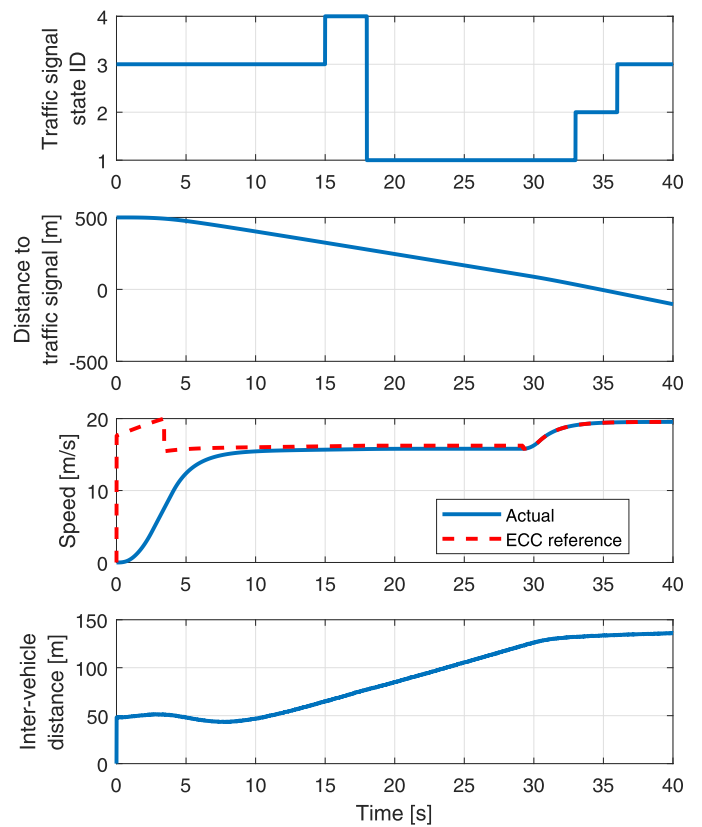 Traffic signal
state ID
4
3
2
1
0 5 10 15 20 25 30 35 40
Distance to
traffic signal [m]
500
0
-500
0 5 10 15 20 25 30 35 40
Speed [m/s]
20
10
0
Actual
ECC reference
0 5 10 15 20 25 30 35 40
Inter-vehicle
distance [m]
150
100
50
0
0 5 10 15 20 25 30 35 40
Time [s]